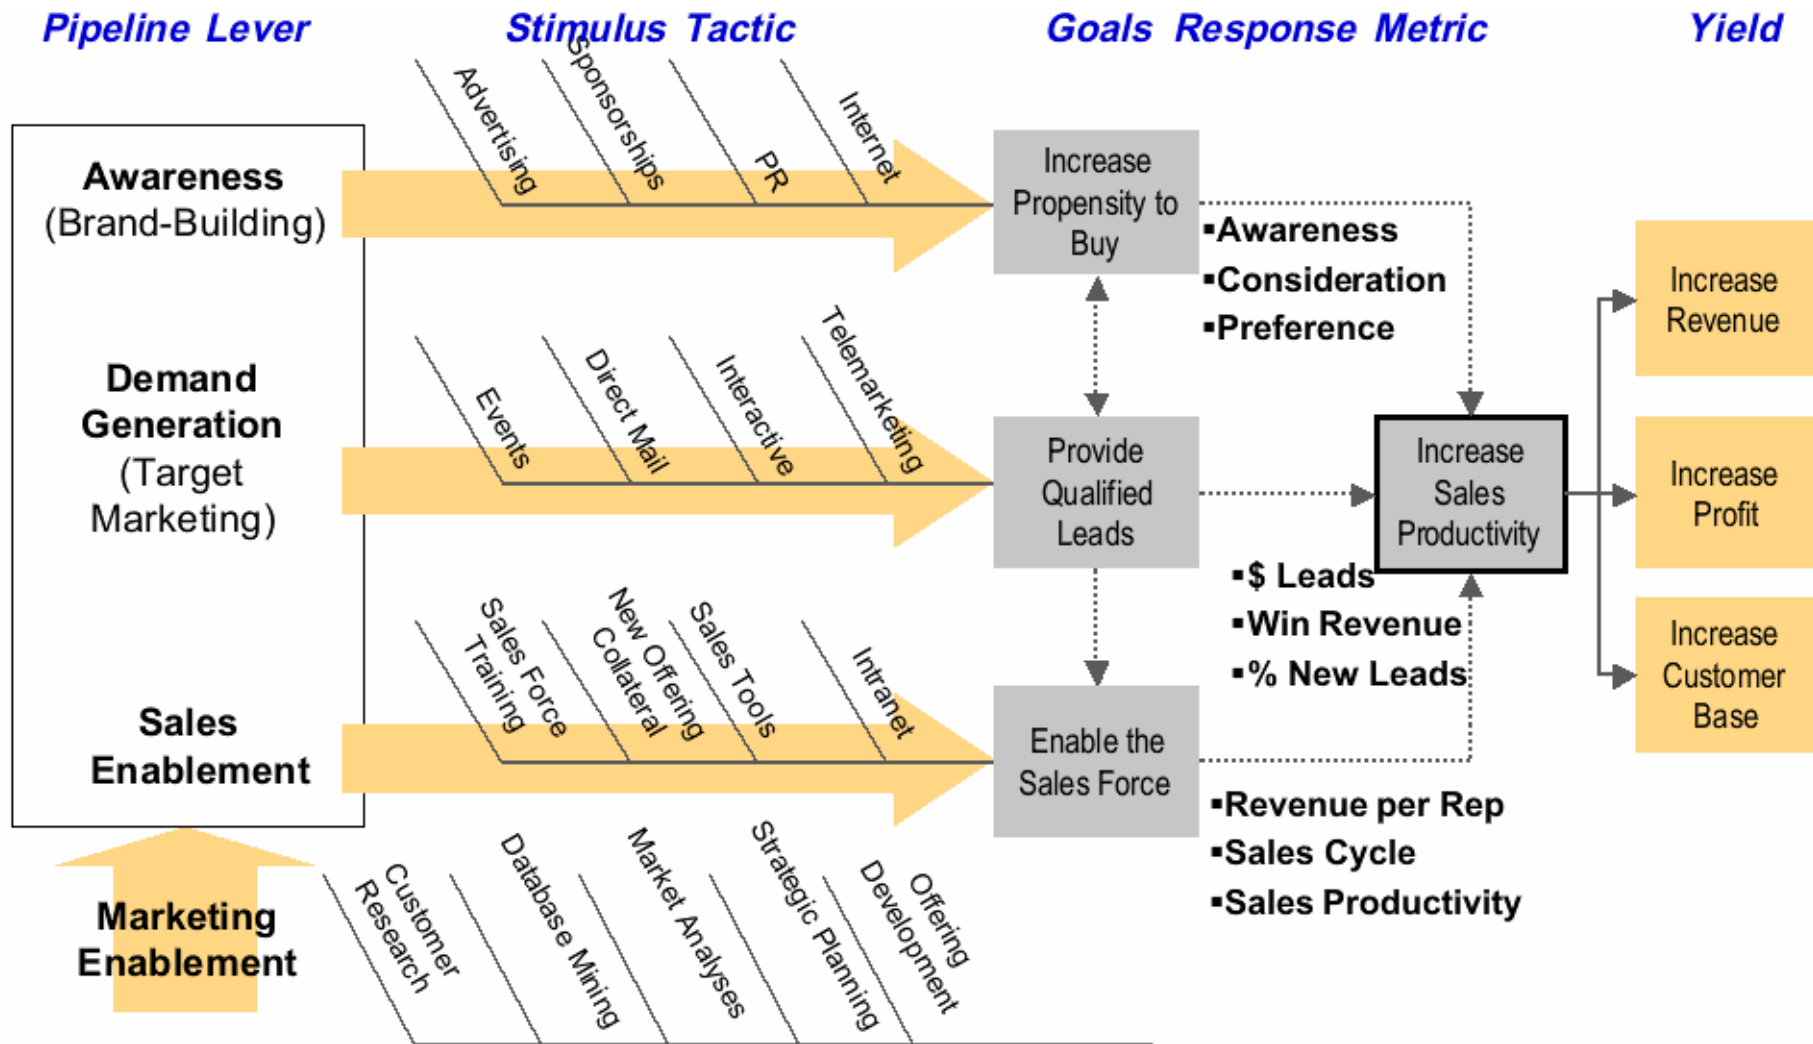 Pipeline Lever
Stimulus Tactic
Goals Response Metric
Yield
Awareness
(Brand-Building)
Advertising
Sponsorships
PR
Internet
Increase
Propensity to
Buy
▪Awareness
▪Consideration
▪Preference
Demand
Generation
(Target
Marketing)
Events
Direct Mail
Interactive
Telemarketing
Provide
Qualified
Leads
▪$ Leads
▪Win Revenue
▪% New Leads
Increase
Sales
Productivity
Increase
Revenue
Increase
Profit
Increase
Customer
Base
Sales
Enablement
Sales Force
Training
New Offering
Collateral
Sales Tools
Intranet
Enable the
Sales Force
▪Revenue per Rep
▪Sales Cycle
▪Sales Productivity
Marketing
Enablement
Customer
Research
Database Mining
Market Analyses
Strategic Planning
Offering
Development